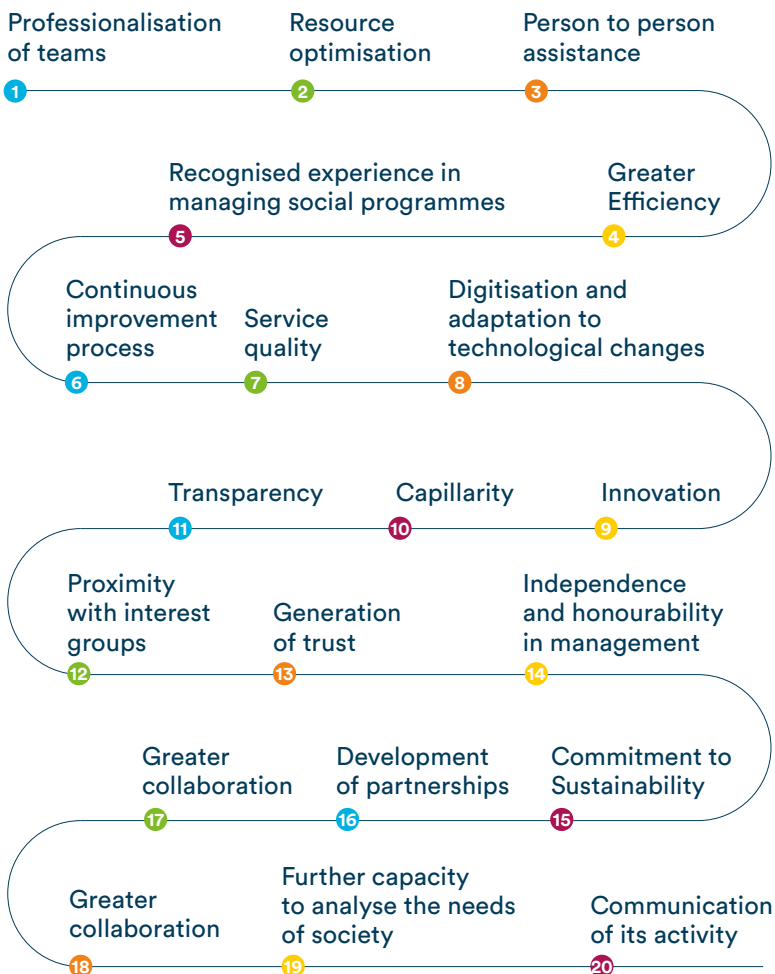 Professionalisation
of teams
1
Resource
optimisation
2
Person to person
assistance
3
Greater
Efficiency
4
Recognised experience in
managing social programmes
5
Continuous
improvement
process
6
Service
quality
7
Digitisation and
adaptation to
technological changes
8
Innovation
9
Capillarity
10
Transparency
11
Proximity
with interest
groups
12
Generation
of trust
13
Independence
and honourability
in management
14
Commitment to
Sustainability
15
Development
of partnerships
16
Greater
collaboration
17
Greater
collaboration
18
Further capacity
to analyse the needs
of society
19
Communication
of its activity
20